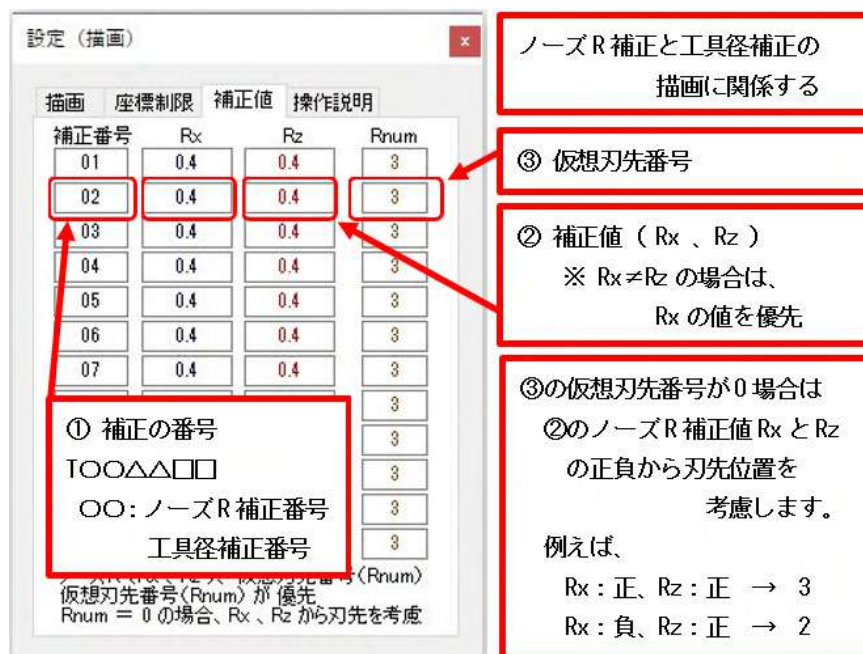 設定（描画）
x
描画 座標制限 補正値 操作説明
補正番号 Rx Rz Rnum
01 0.4 0.4 3
02 0.4 0.4 3
03 0.4 0.4 3
04 0.4 0.4 3
05 0.4 0.4 3
06 0.4 0.4 3
07 0.4 0.4 3
3
3
3
3
3
① 補正の番号
T○○△△□□
○○：ノーズR補正番号
工具径補正番号
番号(Rnum)
仮想刃先番号(Rnum) が 優先
Rnum ＝ 0 の場合、Rx 、Rz から刃先を考慮
ノーズR補正と工具径補正の
描画に関係する
③ 仮想刃先番号
② 補正値（ Rx 、Rz ）
※ Rx≠Rz の場合は、
Rx の値を優先
③の仮想刃先番号が0場合は
②のノーズR補正値RxとRz
の正負から刃先位置を
考慮します。
例えば、
Rx：正、Rz：正 → 3
Rx：負、Rz：正 → 2